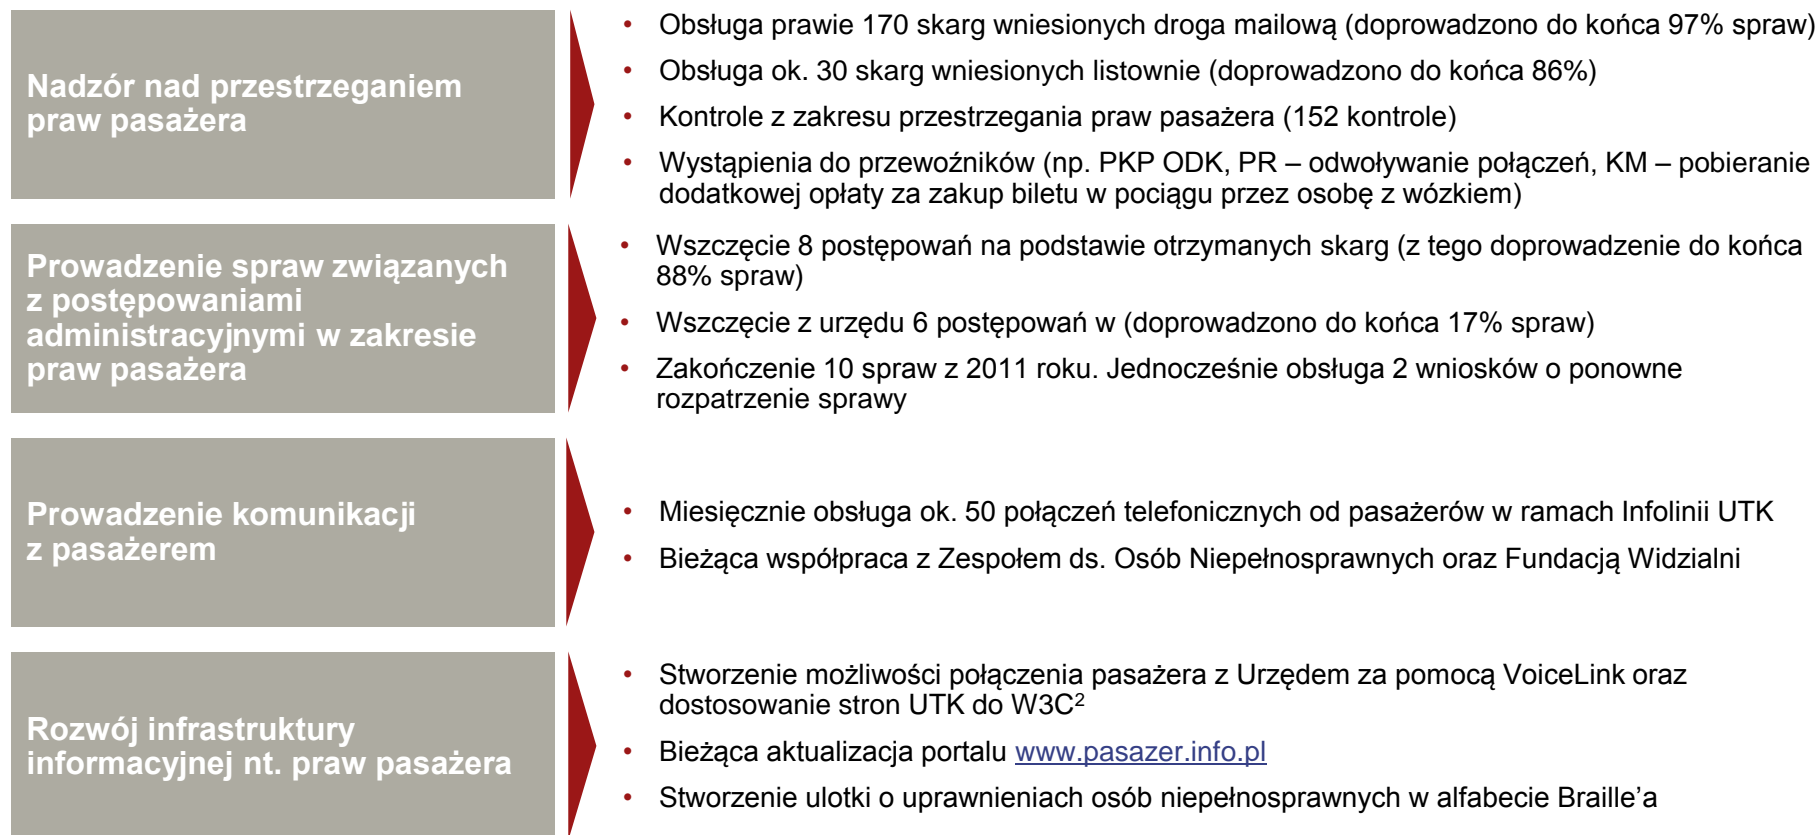 Nadzór nad przestrzeganiem
praw pasażera
• Obsługa prawie 170 skarg wniesionych droga mailową (doprowadzono do końca 97% spraw)
• Obsługa ok. 30 skarg wniesionych listownie (doprowadzono do końca 86%)
• Kontrole z zakresu przestrzegania praw pasażera (152 kontrole)
• Wystąpienia do przewoźników (np. PKP ODK, PR – odwoływanie połączeń, KM – pobieranie
dodatkowej opłaty za zakup biletu w pociągu przez osobę z wózkiem)
Prowadzenie spraw związanych
z postępowaniami
administracyjnymi w zakresie
praw pasażera
• Wszczęcie 8 postępowań na podstawie otrzymanych skarg (z tego doprowadzenie do końca
88% spraw)
• Wszczęcie z urzędu 6 postępowań w (doprowadzono do końca 17% spraw)
• Zakończenie 10 spraw z 2011 roku. Jednocześnie obsługa 2 wniosków o ponowne
rozpatrzenie sprawy
Prowadzenie komunikacji
z pasażerem
• Miesięcznie obsługa ok. 50 połączeń telefonicznych od pasażerów w ramach Infolinii UTK
• Bieżąca współpraca z Zespołem ds. Osób Niepełnosprawnych oraz Fundacją Widzialni
Rozwój infrastruktury
informacyjnej nt. praw pasażera
• Stworzenie możliwości połączenia pasażera z Urzędem za pomocą VoiceLink oraz
dostosowanie stron UTK do W3C²
• Bieżąca aktualizacja portalu www.pasazer.info.pl
• Stworzenie ulotki o uprawnieniach osób niepełnosprawnych w alfabecie Braille’a